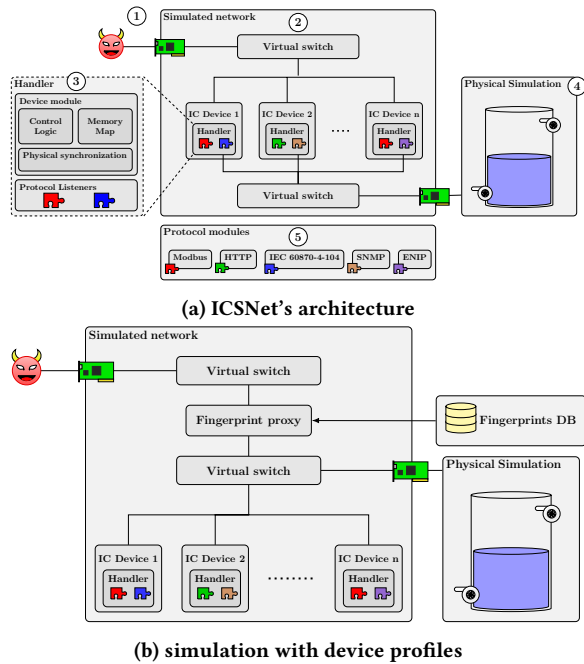 1
Simulated network
2
Virtual switch
3
Handler
Device module
Control
Logic
Memory
Map
Physical synchronization
Protocol Listeners
IC Device 1
Handler
IC Device 2
Handler
....
IC Device n
Handler
Virtual switch
Physical Simulation
4
Protocol modules
5
Modbus
HTTP
IEC 60870-4-104
SNMP
ENIP
(a) ICSNet's architecture
Simulated network
Virtual switch
Fingerprint proxy
Fingerprints DB
Virtual switch
Physical Simulation
IC Device 1
Handler
IC Device 2
Handler
........
IC Device n
Handler
(b) simulation with device profiles